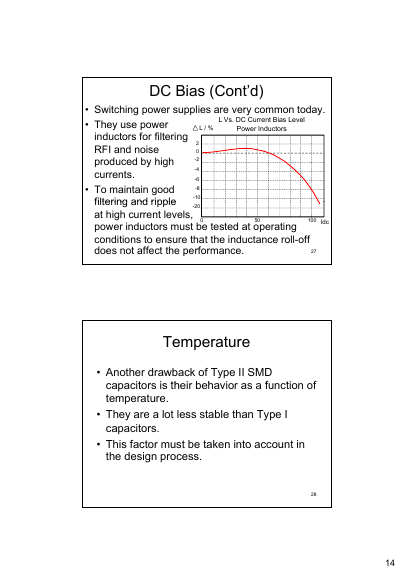 DC Bias (Cont'd)
• Switching power supplies are very common today.
• They use power
inductors for filtering
RFI and noise
produced by high
currents.
• To maintain good
filtering and ripple
at high current levels,
power inductors must be tested at operating
conditions to ensure that the inductance roll-off
does not affect the performance.
L Vs. DC Current Bias Level
Power Inductors
△ L / %
2
0
-2
-4
-6
-8
-10
-20
0 50 100 Idc
27
Temperature
• Another drawback of Type II SMD
capacitors is their behavior as a function of
temperature.
• They are a lot less stable than Type I
capacitors.
• This factor must be taken into account in
the design process.
28
14